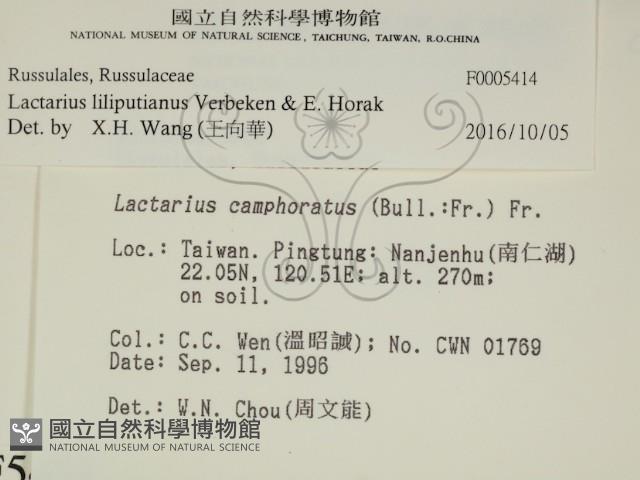 國立自然科學博物館
NATIONAL MUSEUM OF NATURAL SCIENCE, TAICHUNG, TAIWAN, R.O.CHINA
Russulales, Russulaceae F0005414
Lactarius liliputianus Verbeken & E. Horak
Det. by X.H. Wang (王向華) 2016/10/05
Lactarius camphoratus (Bull.:Fr.) Fr.
Loc.: Taiwan. Pingtung: Nanjenhu(南仁湖)
22.05N, 120.51E; alt. 270m;
on soil.
Col.: C.C. Wen(溫昭誠); No. CWN 01769
Date: Sep. 11, 1996
Det.: W.N. Chou(周文能)
國立自然科學博物館
NATIONAL MUSEUM OF NATURAL SCIENCE